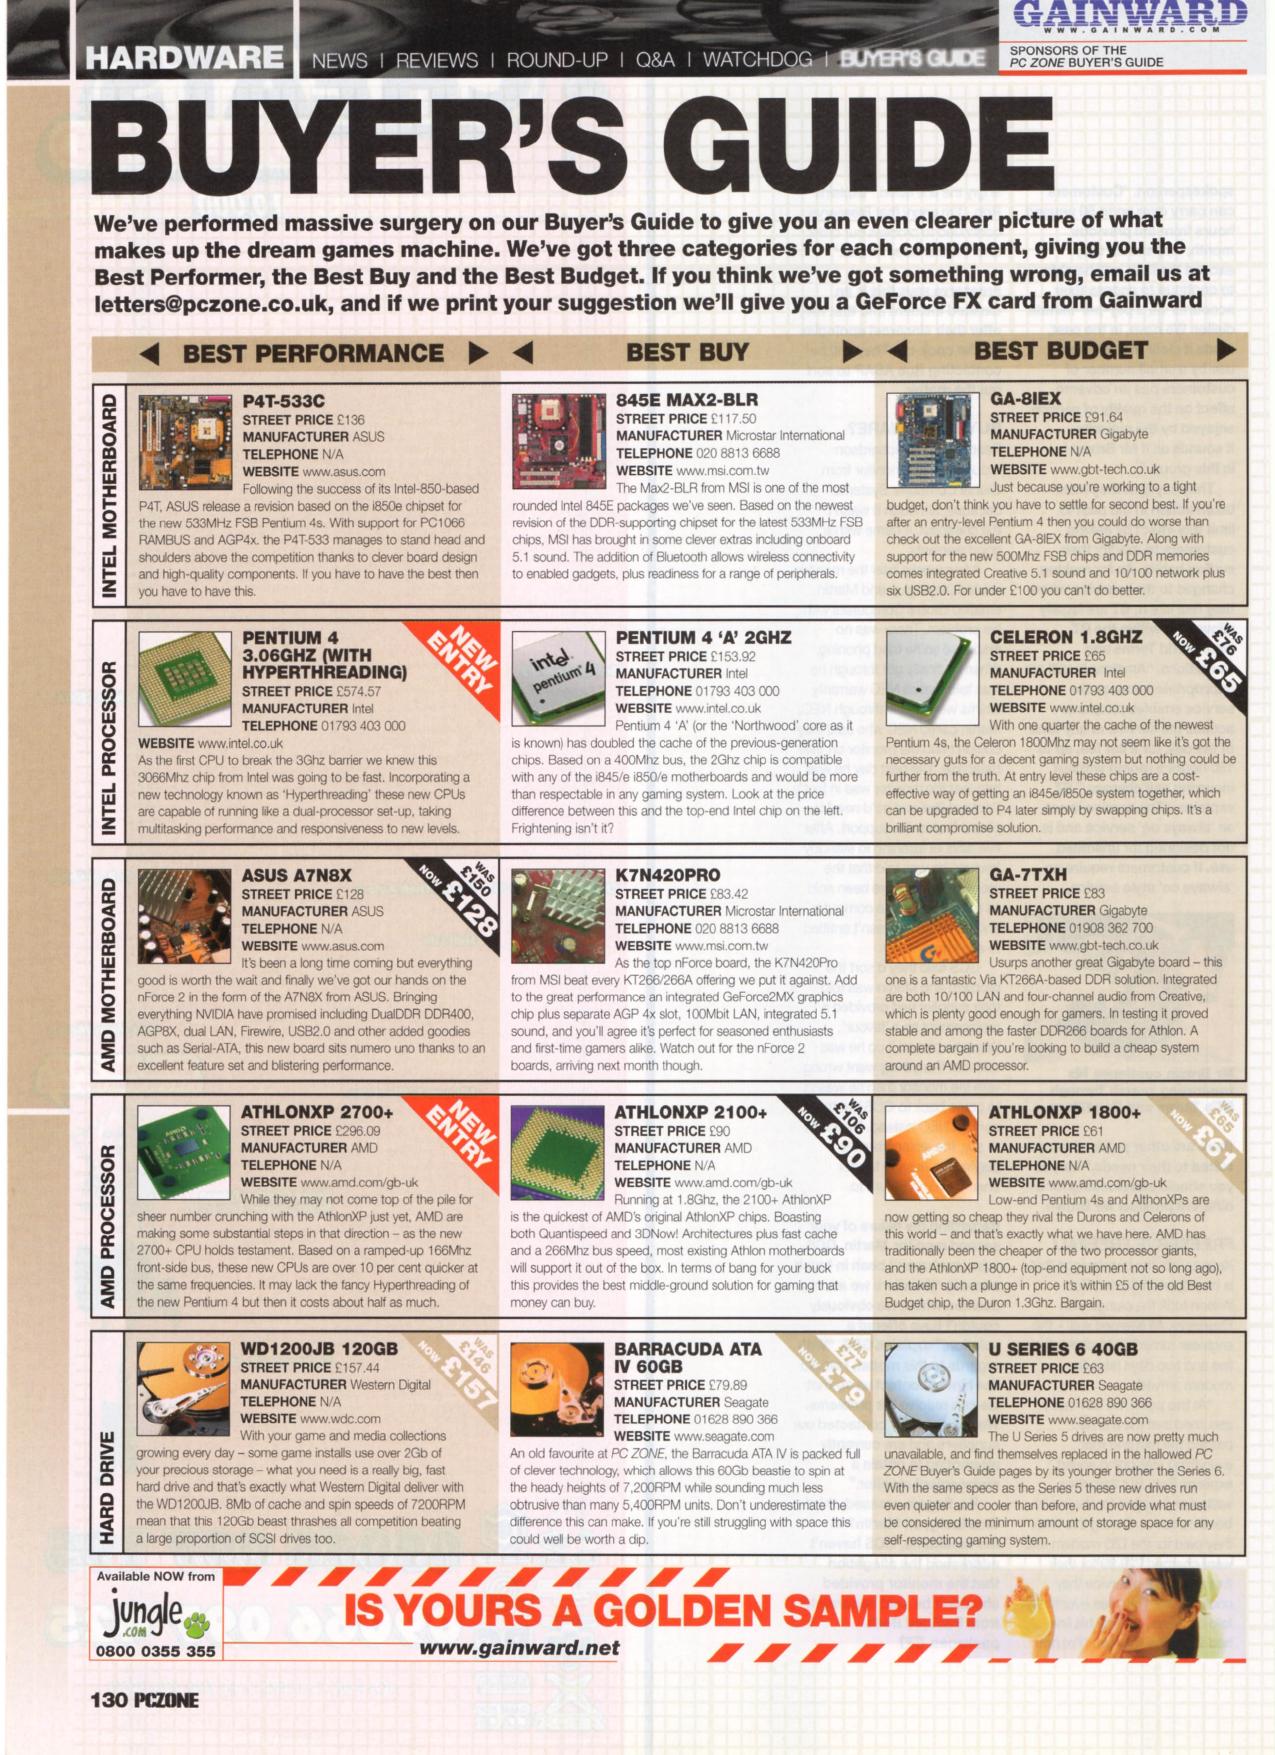 GAINWARD
WWW.GAINWARD.COM
SPONSORS OF THE
PC ZONE BUYER'S GUIDE
HARDWARE | NEWS | REVIEWS | ROUND-UP | Q&A | WATCHDOG | BUYER'S GUIDE
BUYER'S GUIDE
We've performed massive surgery on our Buyer's Guide to give you an even clearer picture of what
makes up the dream games machine. We've got three categories for each component, giving you the
Best Performer, the Best Buy and the Best Budget. If you think we've got something wrong, email us at
letters@pczone.co.uk, and if we print your suggestion we'll give you a GeForce FX card from Gainward
BEST PERFORMANCE
BEST BUY
BEST BUDGET
INTEL MOTHERBOARD
P4T-533C
STREET PRICE £136
MANUFACTURER ASUS
TELEPHONE N/A
WEBSITE www.asus.com
Following the success of its Intel-850-based
P4T, ASUS release a revision based on the i850e chipset for
the new 533MHz FSB Pentium 4s. With support for PC1066
RAMBUS and AGP4x. the P4T-533 manages to stand head and
shoulders above the competition thanks to clever board design
and high-quality components. If you have to have the best then
you have to have this.
845E MAX2-BLR
STREET PRICE £117.50
MANUFACTURER Microstar International
TELEPHONE 020 8813 6688
WEBSITE www.msi.com.tw
The Max2-BLR from MSI is one of the most
rounded Intel 845E packages we've seen. Based on the newest
revision of the DDR-supporting chipset for the latest 533MHz FSB
chips, MSI has brought in some clever extras including onboard
5.1 sound. The addition of Bluetooth allows wireless connectivity
to enabled gadgets, plus readiness for a range of peripherals.
GA-8IEX
STREET PRICE £91.64
MANUFACTURER Gigabyte
TELEPHONE N/A
WEBSITE www.gbt-tech.co.uk
Just because you're working to a tight
budget, don't think you have to settle for second best. If you're
after an entry-level Pentium 4 then you could do worse than
check out the excellent GA-8IEX from Gigabyte. Along with
support for the new 500Mhz FSB chips and DDR memories
comes integrated Creative 5.1 sound and 10/100 network plus
six USB2.0. For under £100 you can't do better.
INTEL PROCESSOR
PENTIUM 4
3.06GHZ (WITH
HYPERTHREADING)
STREET PRICE £574.57
MANUFACTURER Intel
TELEPHONE 01793 403 000
WEBSITE www.intel.co.uk
As the first CPU to break the 3Ghz barrier we knew this
3066Mhz chip from Intel was going to be fast. Incorporating a
new technology known as 'Hyperthreading' these new CPUs
are capable of running like a dual-processor set-up, taking
multitasking performance and responsiveness to new levels.
NEW
ENTRY
intel
pentium 4
PENTIUM 4 'A' 2GHZ
STREET PRICE £153.92
MANUFACTURER Intel
TELEPHONE 01793 403 000
WEBSITE www.intel.co.uk
Pentium 4 'A' (or the 'Northwood' core as it
is known) has doubled the cache of the previous-generation
chips. Based on a 400Mhz bus, the 2Ghz chip is compatible
with any of the i845/e i850/e motherboards and would be more
than respectable in any gaming system. Look at the price
difference between this and the top-end Intel chip on the left.
Frightening isn't it?
CELERON 1.8GHZ
STREET PRICE £65
MANUFACTURER Intel
TELEPHONE 01793 403 000
WEBSITE www.intel.co.uk
With one quarter the cache of the newest
Pentium 4s, the Celeron 1800Mhz may not seem like it's got the
necessary guts for a decent gaming system but nothing could be
further from the truth. At entry level these chips are a cost-
effective way of getting an i845e/i850e system together, which
can be upgraded to P4 later simply by swapping chips. It's a
brilliant compromise solution.
WAS
£76
NOW £65
AMD MOTHERBOARD
ASUS A7N8X
STREET PRICE £128
MANUFACTURER ASUS
TELEPHONE N/A
WEBSITE www.asus.com
It's been a long time coming but everything
good is worth the wait and finally we've got our hands on the
nForce 2 in the form of the A7N8X from ASUS. Bringing
everything NVIDIA have promised including DualDDR DDR400,
AGP8X, dual LAN, Firewire, USB2.0 and other added goodies
such as Serial-ATA, this new board sits numero uno thanks to an
excellent feature set and blistering performance.
WAS
£150
NOW £128
K7N420PRO
STREET PRICE £83.42
MANUFACTURER Microstar International
TELEPHONE 020 8813 6688
WEBSITE www.msi.com.tw
As the top nForce board, the K7N420Pro
from MSI beat every KT266/266A offering we put it against. Add
to the great performance an integrated GeForce2MX graphics
chip plus separate AGP 4x slot, 100Mbit LAN, integrated 5.1
sound, and you'll agree it's perfect for seasoned enthusiasts
and first-time gamers alike. Watch out for the nForce 2
boards, arriving next month though.
GA-7TXH
STREET PRICE £83
MANUFACTURER Gigabyte
TELEPHONE 01908 362 700
WEBSITE www.gbt-tech.co.uk
Usurps another great Gigabyte board – this
one is a fantastic Via KT266A-based DDR solution. Integrated
are both 10/100 LAN and four-channel audio from Creative,
which is plenty good enough for gamers. In testing it proved
stable and among the faster DDR266 boards for Athlon. A
complete bargain if you're looking to build a cheap system
around an AMD processor.
AMD PROCESSOR
ATHLONXP 2700+
STREET PRICE £296.09
MANUFACTURER AMD
TELEPHONE N/A
WEBSITE www.amd.com/gb-uk
While they may not come top of the pile for
sheer number crunching with the AthlonXP just yet, AMD are
making some substantial steps in that direction – as the new
2700+ CPU holds testament. Based on a ramped-up 166Mhz
front-side bus, these new CPUs are over 10 per cent quicker at
the same frequencies. It may lack the fancy Hyperthreading of
the new Pentium 4 but then it costs about half as much.
NEW
ENTRY
ATHLONXP 2100+
STREET PRICE £90
MANUFACTURER AMD
TELEPHONE N/A
WEBSITE www.amd.com/gb-uk
Running at 1.8Ghz, the 2100+ AthlonXP
is the quickest of AMD's original AthlonXP chips. Boasting
both Quantispeed and 3DNow! Architectures plus fast cache
and a 266Mhz bus speed, most existing Athlon motherboards
will support it out of the box. In terms of bang for your buck
this provides the best middle-ground solution for gaming that
money can buy.
WAS
£106
NOW £90
ATHLONXP 1800+
STREET PRICE £61
MANUFACTURER AMD
TELEPHONE N/A
WEBSITE www.amd.com/gb-uk
Low-end Pentium 4s and AlthonXPs are
now getting so cheap they rival the Durons and Celerons of
this world – and that's exactly what we have here. AMD has
traditionally been the cheaper of the two processor giants,
and the AthlonXP 1800+ (top-end equipment not so long ago),
has taken such a plunge in price it's within £5 of the old Best
Budget chip, the Duron 1.3Ghz. Bargain.
WAS
£65
NOW £61
HARD DRIVE
WD1200JB 120GB
STREET PRICE £157.44
MANUFACTURER Western Digital
TELEPHONE N/A
WEBSITE www.wdc.com
With your game and media collections
growing every day – some game installs use over 2Gb of
your precious storage – what you need is a really big, fast
hard drive and that's exactly what Western Digital deliver with
the WD1200JB. 8Mb of cache and spin speeds of 7200RPM
mean that this 120Gb beast thrashes all competition beating
a large proportion of SCSI drives too.
WAS
£146
NOW £157
BARRACUDA ATA
IV 60GB
STREET PRICE £79.89
MANUFACTURER Seagate
TELEPHONE 01628 890 366
WEBSITE www.seagate.com
An old favourite at PC ZONE, the Barracuda ATA IV is packed full
of clever technology, which allows this 60Gb beastie to spin at
the heady heights of 7,200RPM while sounding much less
obtrusive than many 5,400RPM units. Don't underestimate the
difference this can make. If you're still struggling with space this
could well be worth a dip.
WAS
£77
NOW £79
U SERIES 6 40GB
STREET PRICE £63
MANUFACTURER Seagate
TELEPHONE 01628 890 366
WEBSITE www.seagate.com
The U Series 5 drives are now pretty much
unavailable, and find themselves replaced in the hallowed PC
ZONE Buyer's Guide pages by its younger brother the Series 6.
With the same specs as the Series 5 these new drives run
even quieter and cooler than before, and provide what must
be considered the minimum amount of storage space for any
self-respecting gaming system.
Available NOW from
jungle
.COM
0800 0355 355
IS YOURS A GOLDEN SAMPLE?
www.gainward.net
130 PCZONE